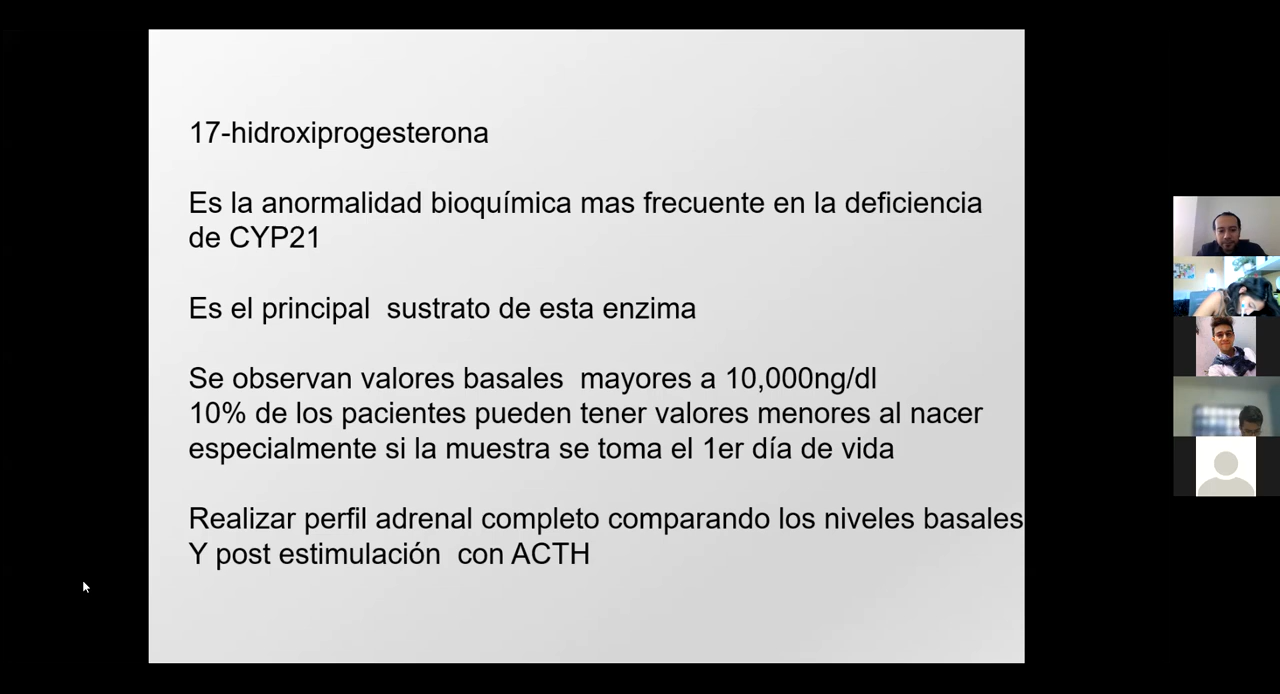 17-hidroxiprogesterona
Es la anormalidad bioquímica mas frecuente en la deficiencia
de CYP21
Es el principal  sustrato de esta enzima
Se observan valores basales  mayores a 10,000ng/dl
10% de los pacientes pueden tener valores menores al nacer
especialmente si la muestra se toma el 1er día de vida
Realizar perfil adrenal completo comparando los niveles basales
Y post estimulación  con ACTH